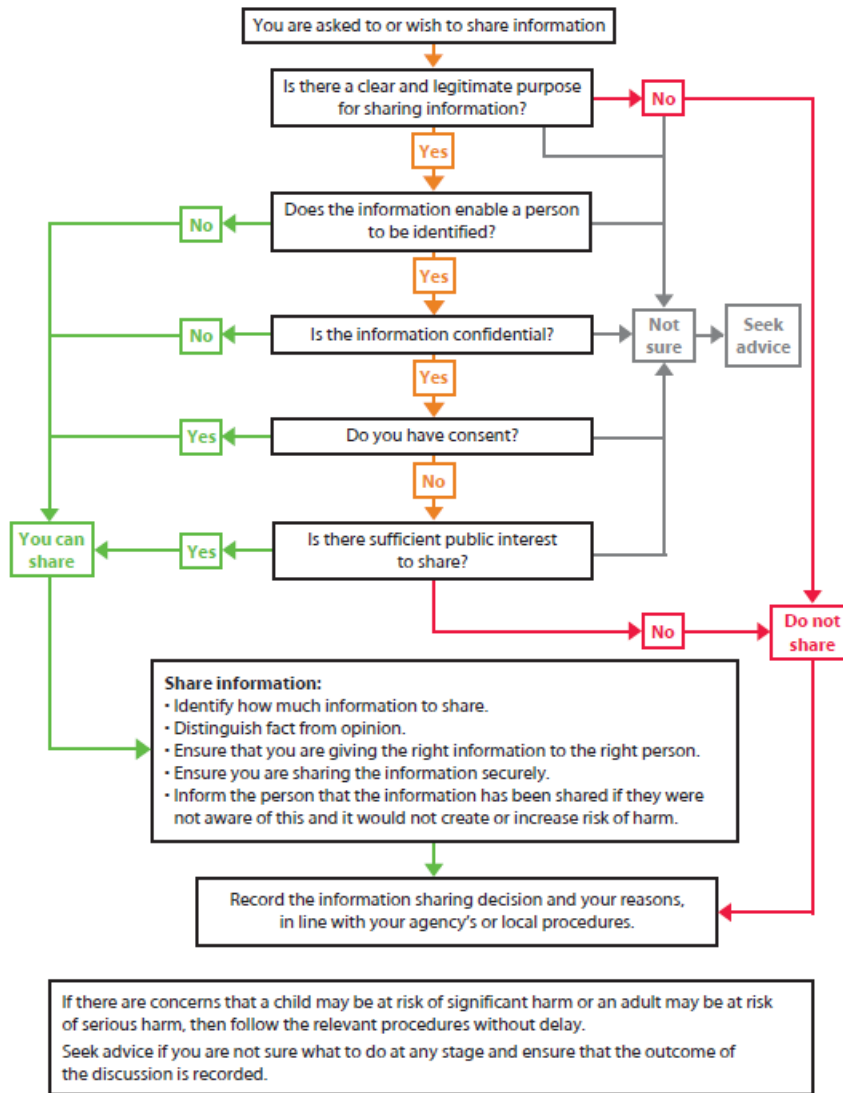 You are asked to or wish to share information
Is there a clear and legitimate purpose
for sharing information?
No
Yes
Does the information enable a person
to be identified?
No
Yes
Is the information confidential?
No
Not
sure
Seek
advice
Yes
Do you have consent?
Yes
No
Is there sufficient public interest
to share?
You can
share
Yes
No
Do not
share
Share information:
• Identify how much information to share.
• Distinguish fact from opinion.
• Ensure that you are giving the right information to the right person.
• Ensure you are sharing the information securely.
• Inform the person that the information has been shared if they were
not aware of this and it would not create or increase risk of harm.
Record the information sharing decision and your reasons,
in line with your agency's or local procedures.
If there are concerns that a child may be at risk of significant harm or an adult may be at risk
of serious harm, then follow the relevant procedures without delay.
Seek advice if you are not sure what to do at any stage and ensure that the outcome of
the discussion is recorded.